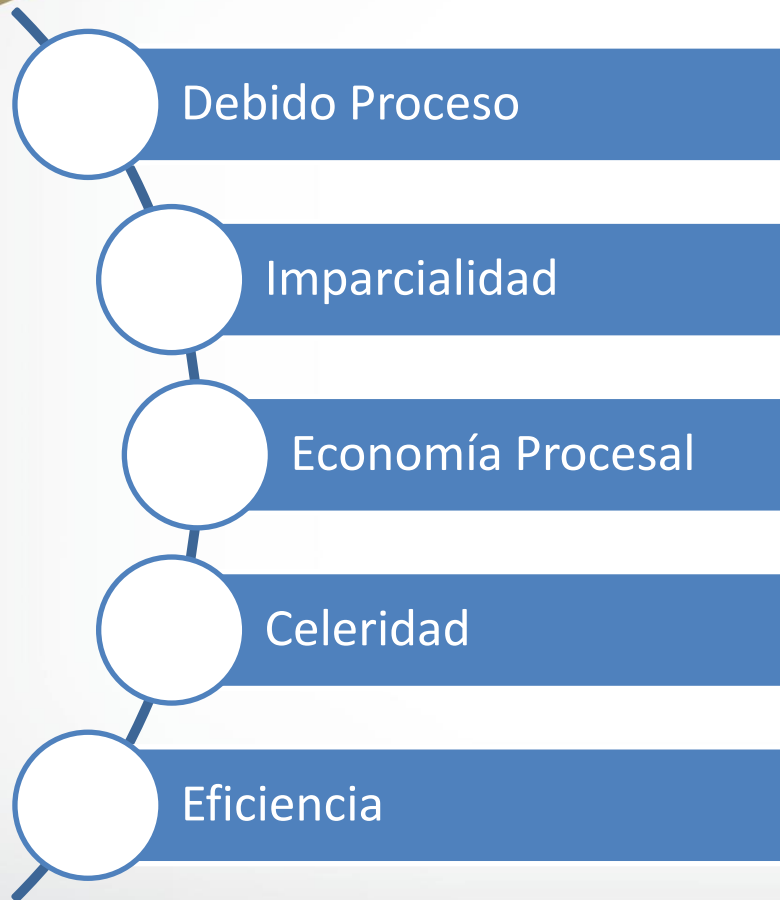 Debido Proceso
Imparcialidad
Economía Procesal
Celeridad
Eficiencia